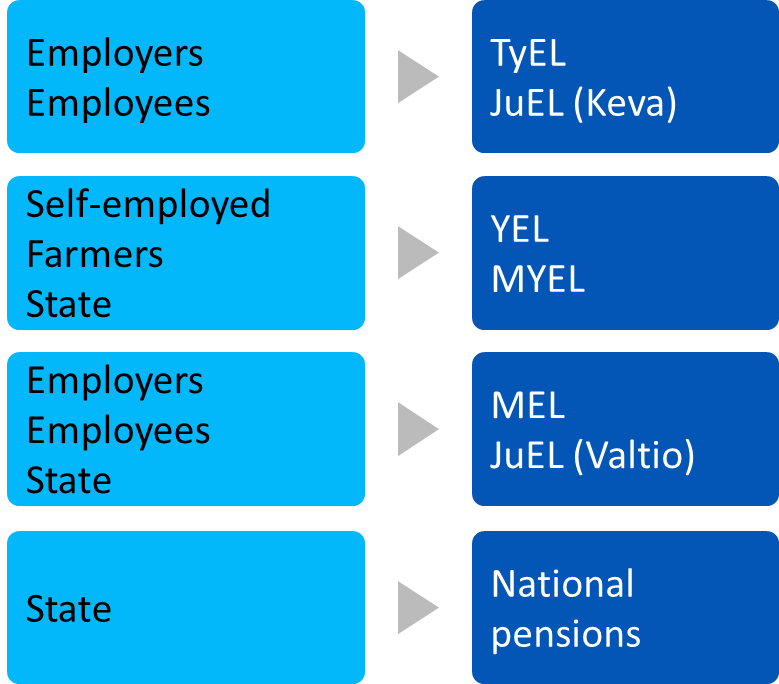 Employers
Employees
TyEL
JuEL (Keva)
Self-employed
Farmers
State
YEL
MYEL
Employers
Employees
State
MEL
JuEL (Valtio)
State
National
pensions